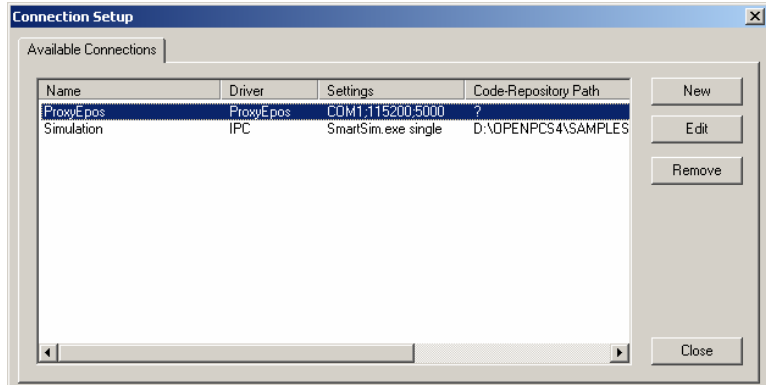 Connection Setup
Available Connections
Name Driver Settings Code-Repository Path
ProxyEpos ProxyEpos COM1;115200;5000 ?
Simulation IPC SmartSim.exe single D:\OPENPCS4\SAMPLES
New
Edit
Remove
Close